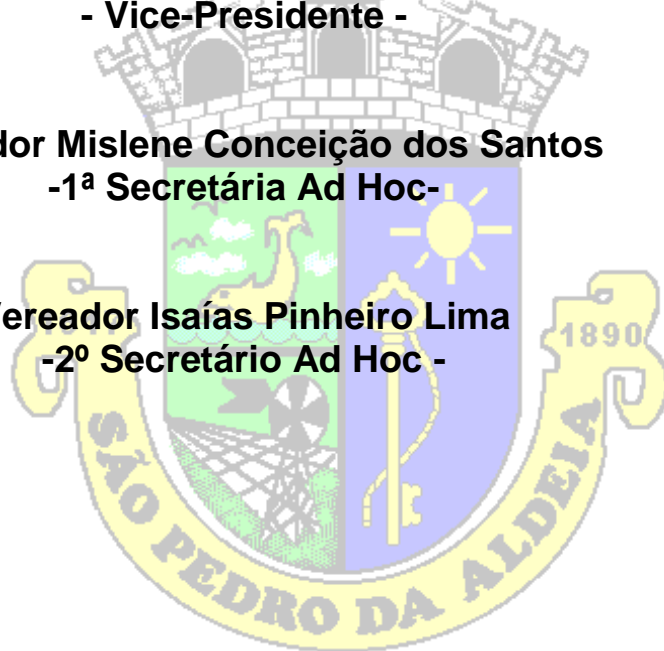 - Vice-Presidente -
dor Mislene Conceição dos Santos
-1ª Secretária Ad Hoc-
Vereador Isaías Pinheiro Lima
-2º Secretário Ad Hoc -
1890
SÃO PEDRO DA ALDEIA